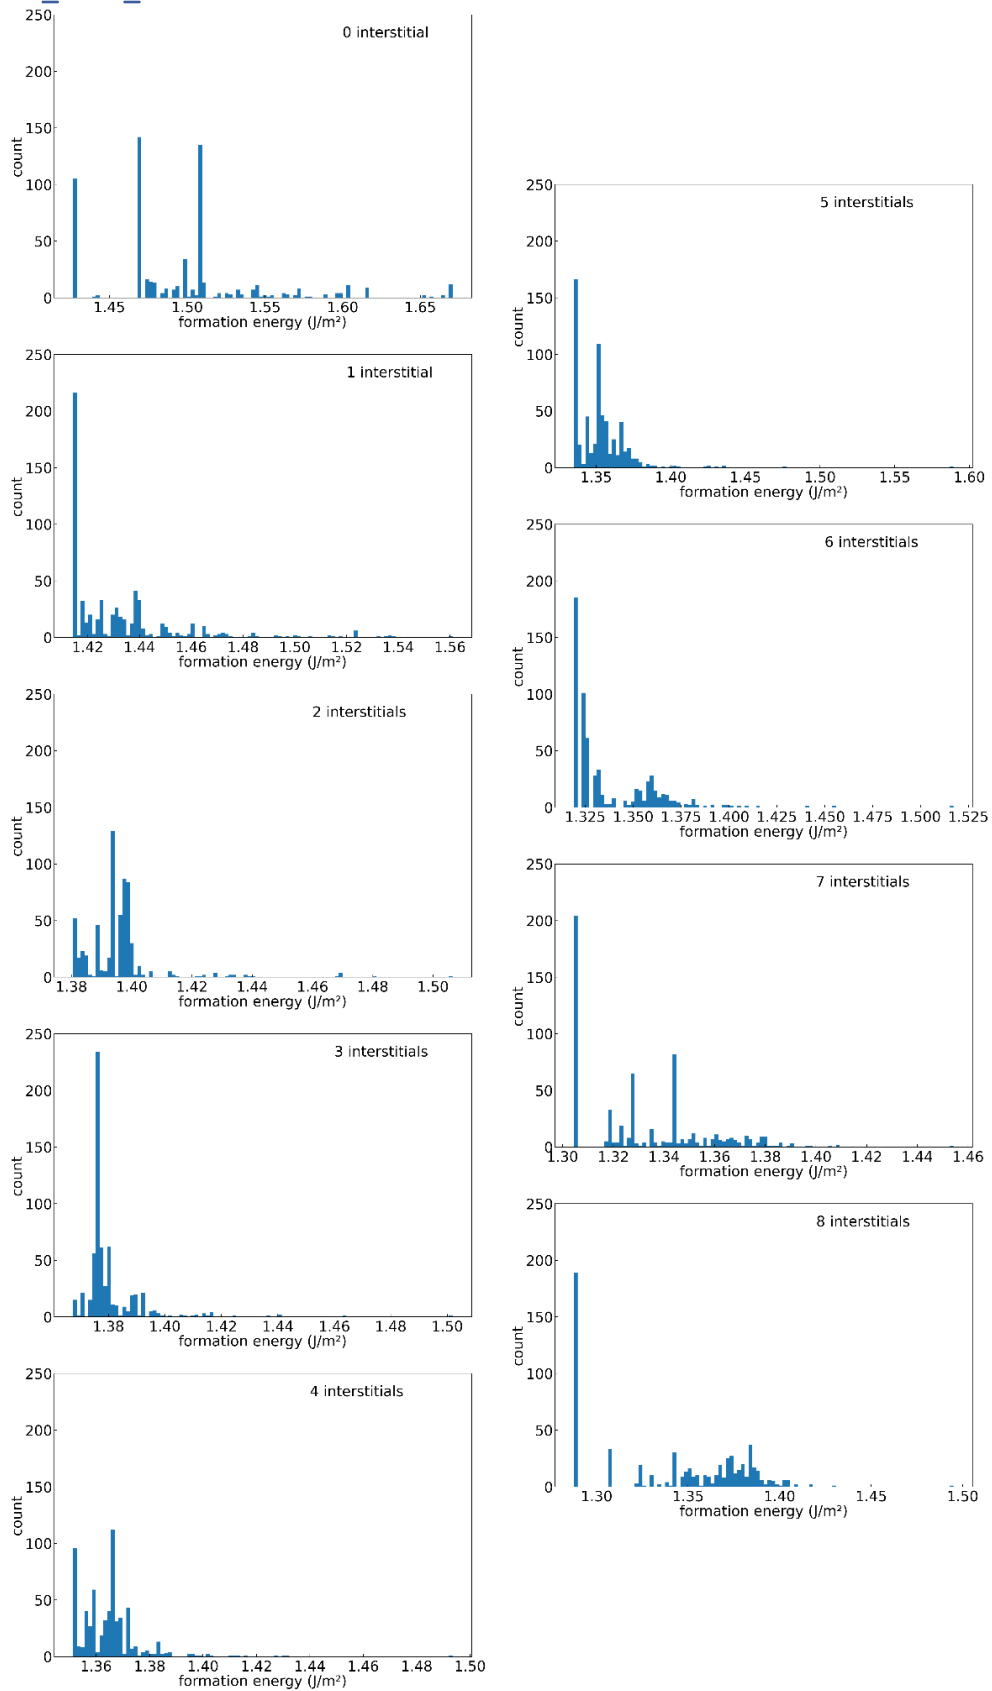 250
200
150
100
50
0
count
0 interstitial
1.45 1.50 1.55 1.60 1.65
formation energy (J/m²)
250
200
150
100
50
0
count
1 interstitial
1.42 1.44 1.46 1.48 1.50 1.52 1.54 1.56
formation energy (J/m²)
250
200
150
100
50
0
count
2 interstitials
1.38 1.40 1.42 1.44 1.46 1.48 1.50
formation energy (J/m²)
250
200
150
100
50
0
count
3 interstitials
1.38 1.40 1.42 1.44 1.46 1.48 1.50
formation energy (J/m²)
250
200
150
100
50
0
count
4 interstitials
1.36 1.38 1.40 1.42 1.44 1.46 1.48 1.50
formation energy (J/m²)
250
200
150
100
50
0
count
5 interstitials
1.35 1.40 1.45 1.50 1.55 1.60
formation energy (J/m²)
250
200
150
100
50
0
count
6 interstitials
1.325 1.350 1.375 1.400 1.425 1.450 1.475 1.500 1.525
formation energy (J/m²)
250
200
150
100
50
0
count
7 interstitials
1.30 1.32 1.34 1.36 1.38 1.40 1.42 1.44 1.46
formation energy (J/m²)
250
200
150
100
50
0
count
8 interstitials
1.30 1.35 1.40 1.45 1.50
formation energy (J/m²)